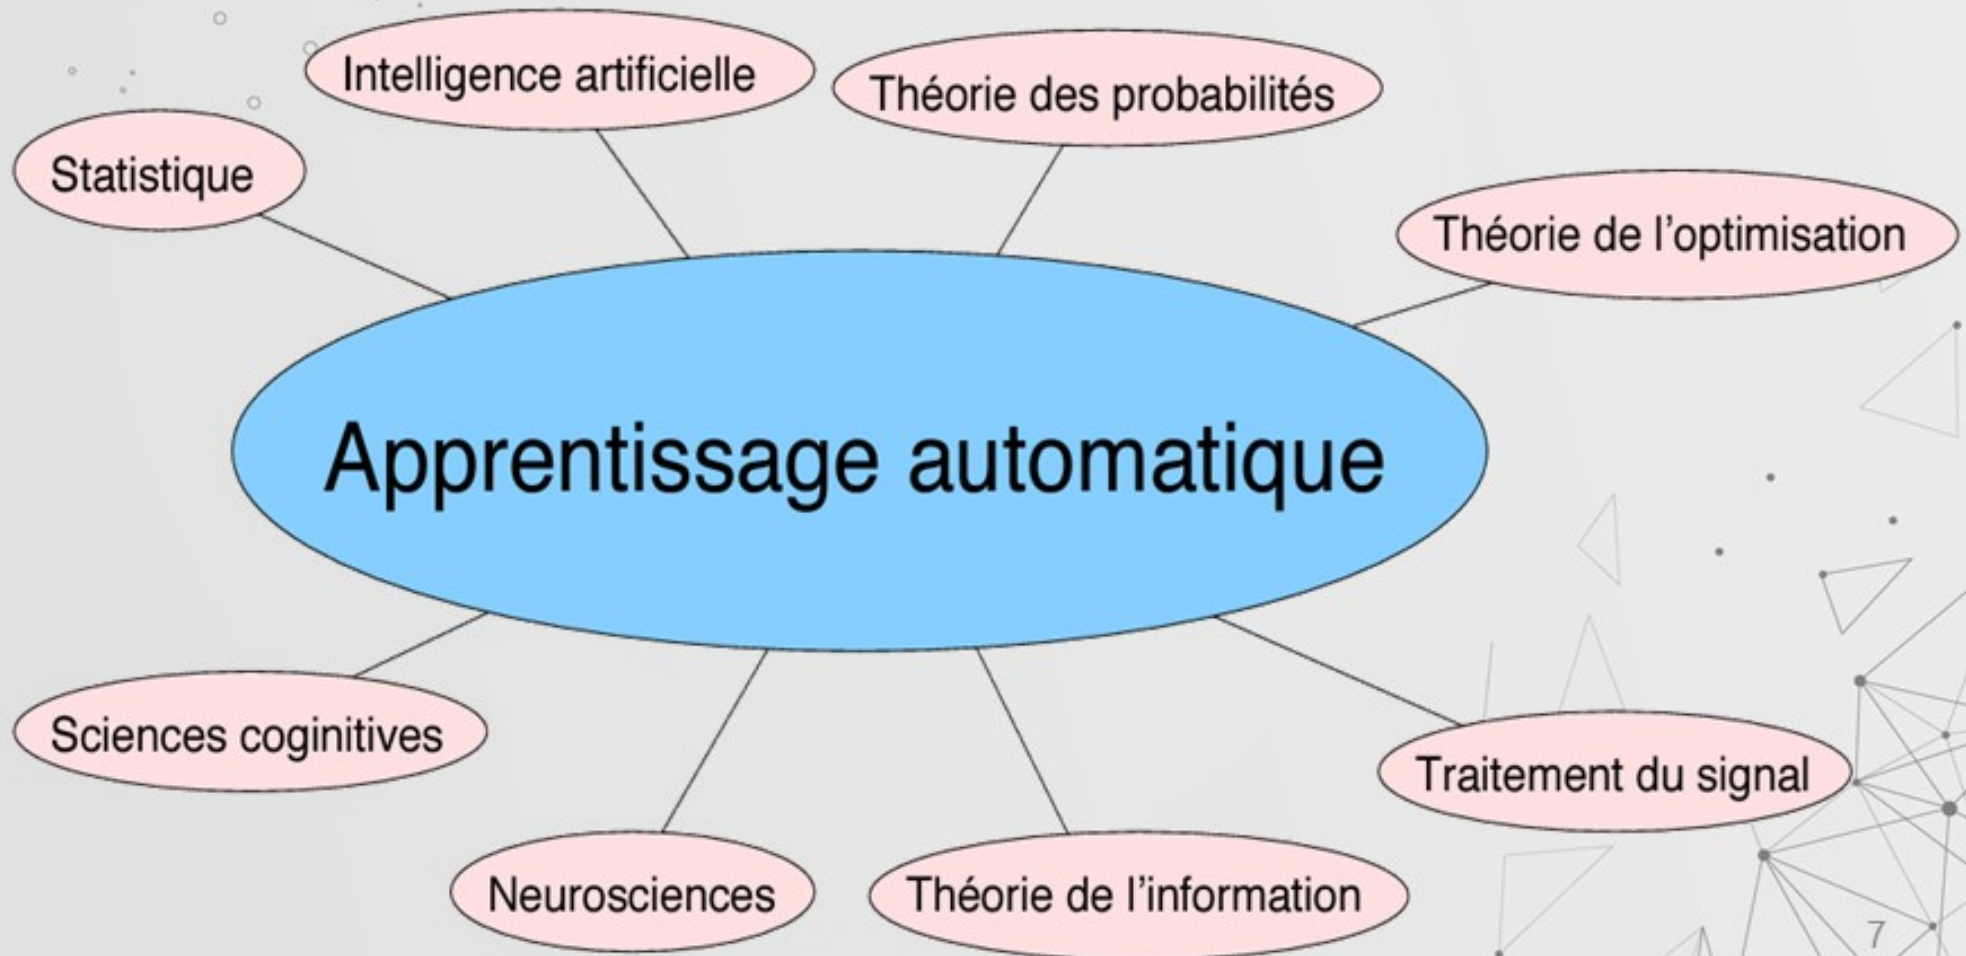 Intelligence artificielle
Théorie des probabilités
Statistique
Théorie de l'optimisation
Apprentissage automatique
Sciences coginitives
Traitement du signal
Neurosciences
Théorie de l'information
7